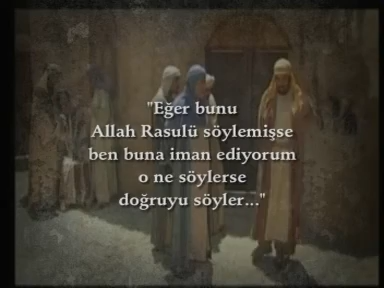 "Eğer bunu
Allah Rasulü söylemişse
ben buna iman ediyorum
o ne söylerse
doğruyu söyler..."